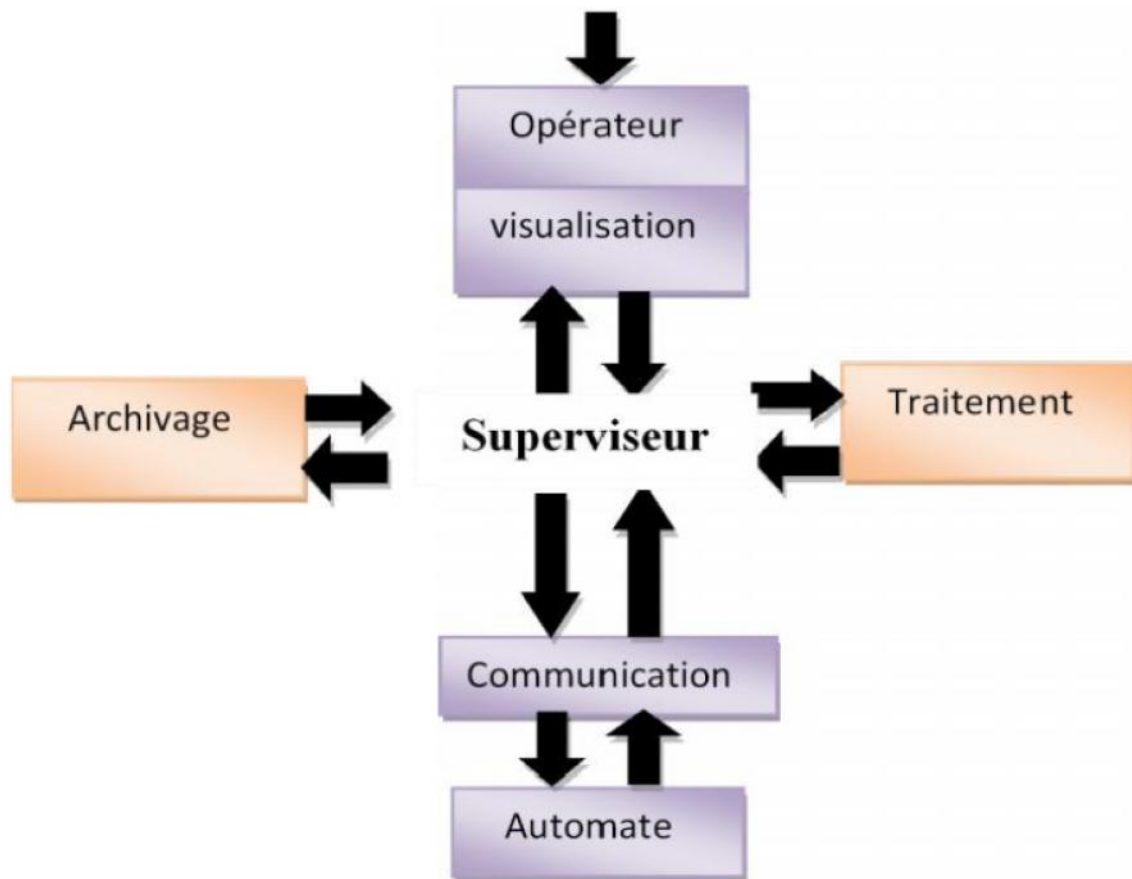 Opérateur
visualisation
Archivage
Superviseur
Traitement
Communication
Automate